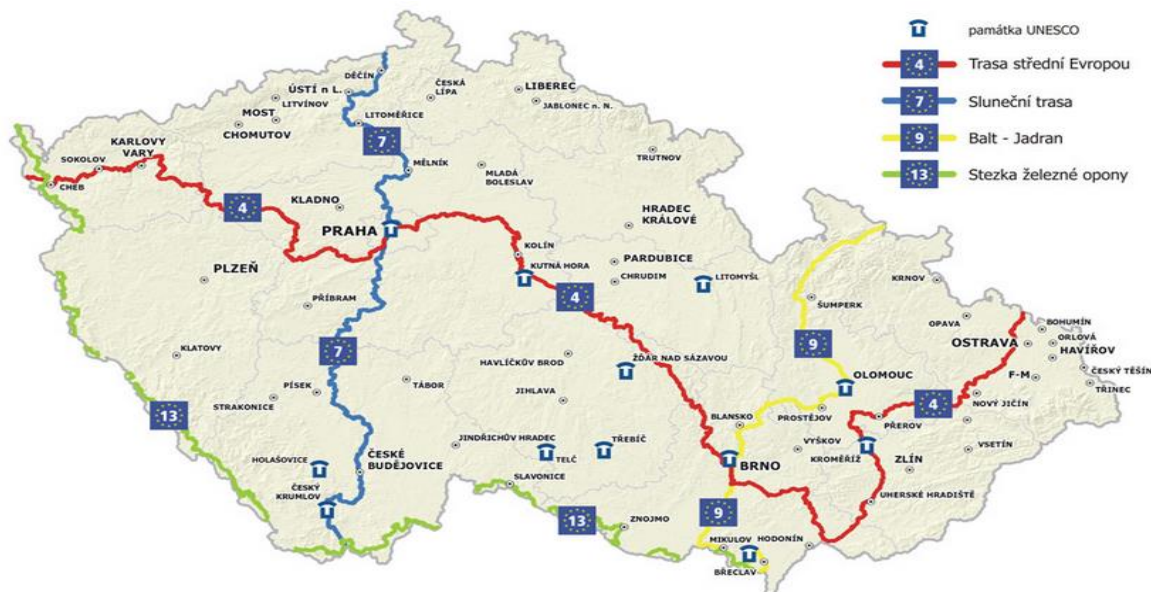 památka UNESCO
4 Trasa střední Evropou
7 Sluneční trasa
9 Balt - Jadran
13 Stezka železné opony
DĚČÍN
ÚSTÍ n L.
LITVÍNOV
MOST
CHOMUTOV
ČESKÁ LÍPA
LIBEREC
JABLONEC n. N.
LITOMĚŘICE
7
KARLOVY VARY
SOKOLOV
CHEB
MĚLNÍK
MLADÁ BOLESLAV
TRUTNOV
4
KLADNO
PRAHA
HRADEC KRÁLOVÉ
KOLÍN
KUTNÁ HORA
PARDUBICE
CHRUDIM
LITOMYŠL
PLZEŇ
PŘÍBRAM
4
ŠUMPERK
KRNOV
OPAVA
BOHUMÍN
OSTRAVA
ORLOVÁ
HAVÍŘOV
ČESKÝ TĚŠÍN
TŘINEC
F-M
9
KLATOVY
7
HAVLÍČKŮV BROD
ŽĎÁR NAD SÁZAVOU
OLOMOUC
PÍSEK
TÁBOR
JIHLAVA
STRAKONICE
13
BLANSKO
PROSTĚJOV
PŘEROV
4
NOVÝ JIČÍN
JINDŘICHŮV HRADEC
TELČ
TŘEBÍČ
VYŠKOV
KROMĚŘÍŽ
VSETÍN
ZLÍN
HOLAŠOVICE
ČESKÉ BUDĚJOVICE
BRNO
ČESKÝ KRUMLOV
SLAVONICE
UHERSKÉ HRADIŠTĚ
13
ZNOJMO
9
MIKULOV
HODONÍN
BŘECLAV